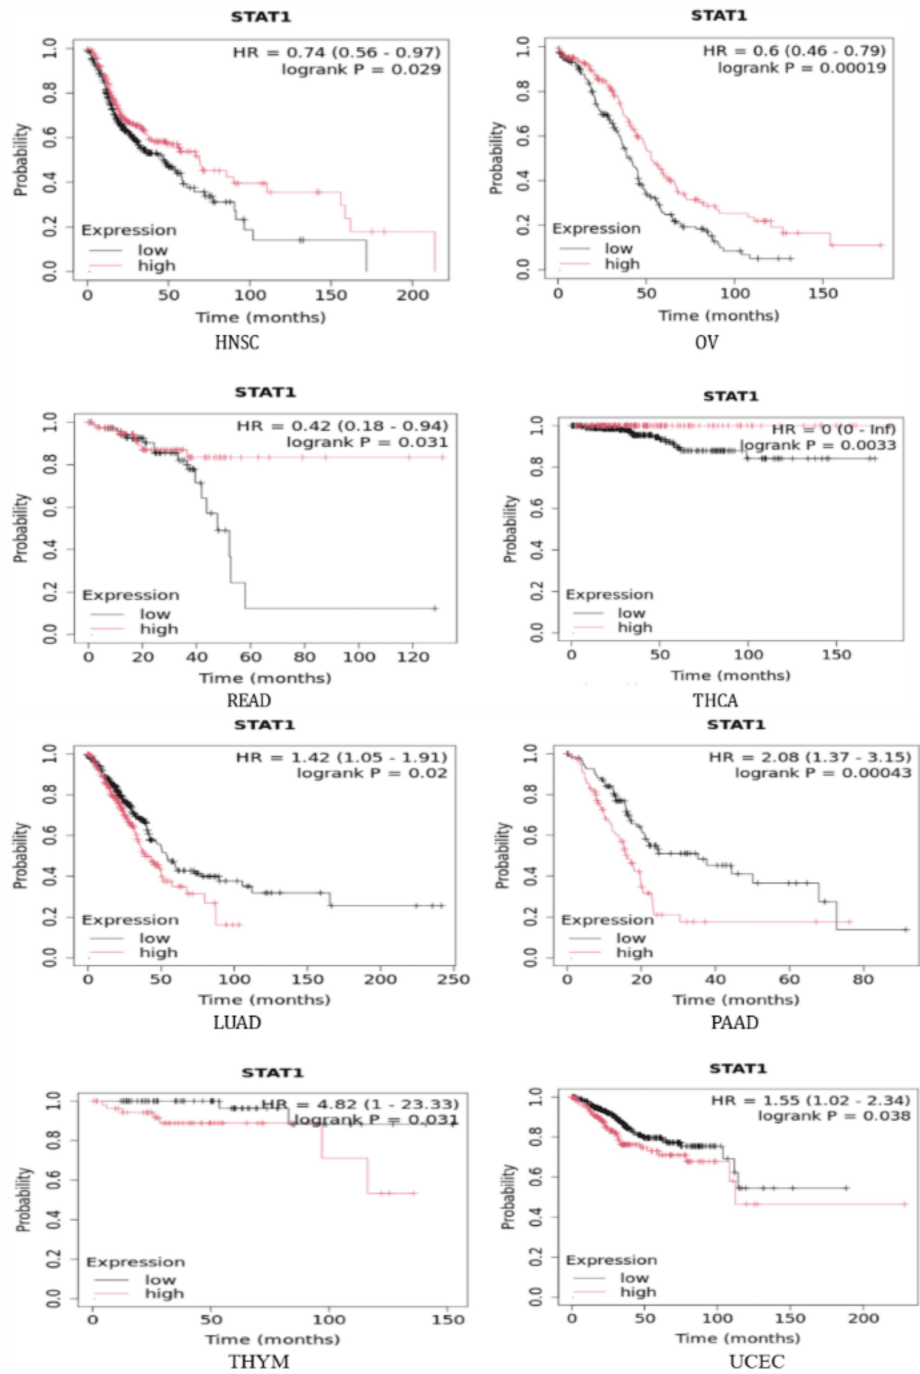 STAT1
HR = 0.74 (0.56 - 0.97)
logrank P = 0.029
Probability
0.0 0.2 0.4 0.6 0.8 1.0
Expression
low
high
0 50 100 150 200
Time (months)
HNSC
STAT1
HR = 0.6 (0.46 - 0.79)
logrank P = 0.00019
Probability
0.0 0.2 0.4 0.6 0.8 1.0
Expression
low
high
0 50 100 150
Time (months)
OV
STAT1
HR = 0.42 (0.18 - 0.94)
logrank P = 0.031
Probability
0.0 0.2 0.4 0.6 0.8 1.0
Expression
low
high
0 20 40 60 80 100 120
Time (months)
READ
STAT1
HR = 0 (0 - Inf)
logrank P = 0.0033
Probability
0.0 0.2 0.4 0.6 0.8 1.0
Expression
low
high
0 50 100 150
Time (months)
THCA
STAT1
HR = 1.42 (1.05 - 1.91)
logrank P = 0.02
Probability
0.0 0.2 0.4 0.6 0.8 1.0
Expression
low
high
0 50 100 150 200 250
Time (months)
LUAD
STAT1
HR = 2.08 (1.37 - 3.15)
logrank P = 0.00043
Probability
0.0 0.2 0.4 0.6 0.8 1.0
Expression
low
high
0 20 40 60 80
Time (months)
PAAD
STAT1
HR = 4.82 (1 - 23.33)
logrank P = 0.031
Probability
0.0 0.2 0.4 0.6 0.8 1.0
Expression
low
high
0 50 100 150
Time (months)
THYM
STAT1
HR = 1.55 (1.02 - 2.34)
logrank P = 0.038
Probability
0.0 0.2 0.4 0.6 0.8 1.0
Expression
low
high
0 50 100 150 200
Time (months)
UCEC